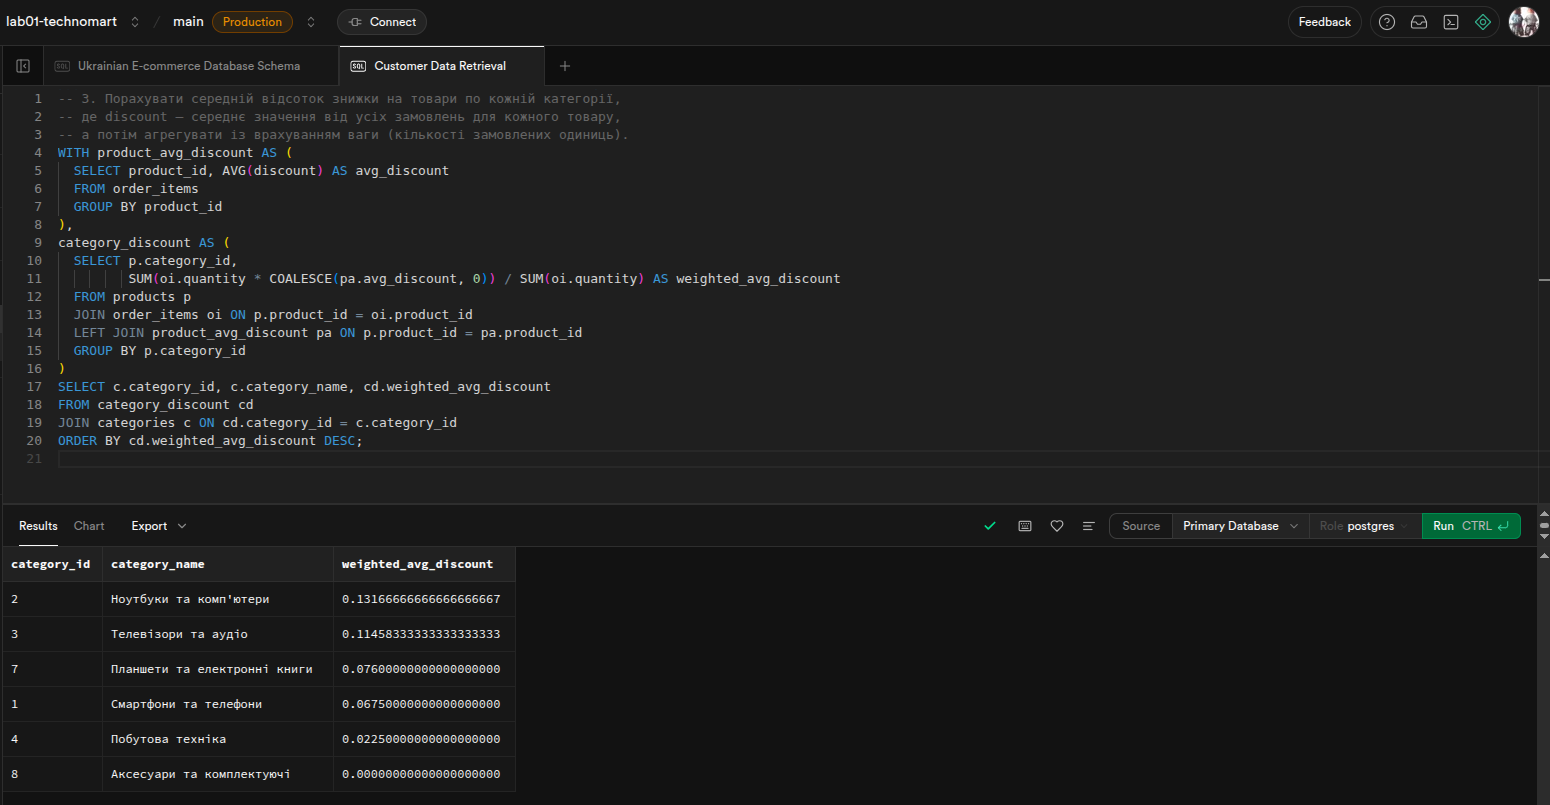 lab01-technomart / main Production Connect Feedback
Ukrainian E-commerce Database Schema Customer Data Retrieval
1 -- 3. Порахувати середній відсоток знижки на товари по кожній категорії,
2 -- де discount — середнє значення від усіх замовлень для кожного товару,
3 -- а потім агрегувати із врахуванням ваги (кількості замовлених одиниць).
4 WITH product_avg_discount AS (
5 SELECT product_id, AVG(discount) AS avg_discount
6 FROM order_items
7 GROUP BY product_id
8 ),
9 category_discount AS (
10 SELECT p.category_id,
11 SUM(oi.quantity * COALESCE(pa.avg_discount, 0)) / SUM(oi.quantity) AS weighted_avg_discount
12 FROM products p
13 JOIN order_items oi ON p.product_id = oi.product_id
14 LEFT JOIN product_avg_discount pa ON p.product_id = pa.product_id
15 GROUP BY p.category_id
16 )
17 SELECT c.category_id, c.category_name, cd.weighted_avg_discount
18 FROM category_discount cd
19 JOIN categories c ON cd.category_id = c.category_id
20 ORDER BY cd.weighted_avg_discount DESC;
21
Results Chart Export Source Primary Database Role postgres Run CTRL
category_id category_name weighted_avg_discount
2 Ноутбуки та комп'ютери 0.13166666666666666667
3 Телевізори та аудіо 0.11458333333333333333
7 Планшети та електронні книги 0.07600000000000000000
1 Смартфони та телефони 0.06750000000000000000
4 Побутова техніка 0.02250000000000000000
8 Аксесуари та комплектуючі 0.00000000000000000000